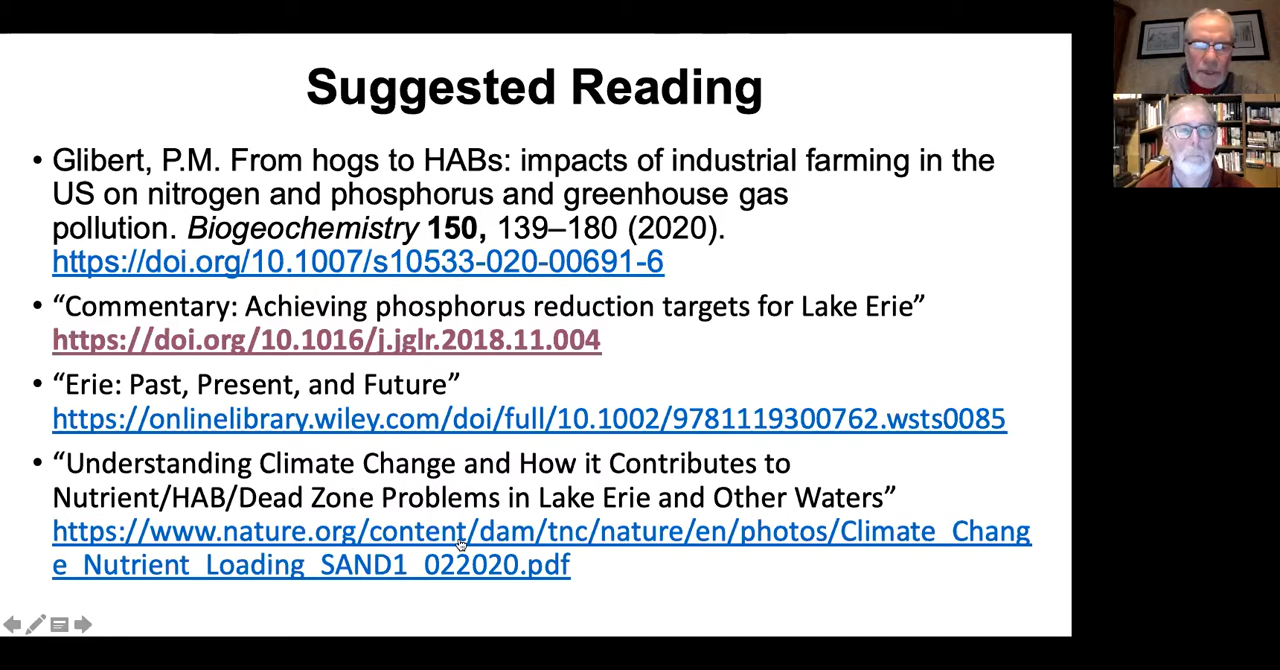 Suggested Reading
• Glibert, P.M. From hogs to HABs: impacts of industrial farming in the
US on nitrogen and phosphorus and greenhouse gas
pollution. Biogeochemistry 150, 139–180 (2020).
https://doi.org/10.1007/s10533-020-00691-6
• “Commentary: Achieving phosphorus reduction targets for Lake Erie”
https://doi.org/10.1016/j.jglr.2018.11.004
• “Erie: Past, Present, and Future”
https://onlinelibrary.wiley.com/doi/full/10.1002/9781119300762.wsts0085
• “Understanding Climate Change and How it Contributes to
Nutrient/HAB/Dead Zone Problems in Lake Erie and Other Waters”
https://www.nature.org/content/dam/tnc/nature/en/photos/Climate_Chang
e_Nutrient_Loading_SAND1_022020.pdf